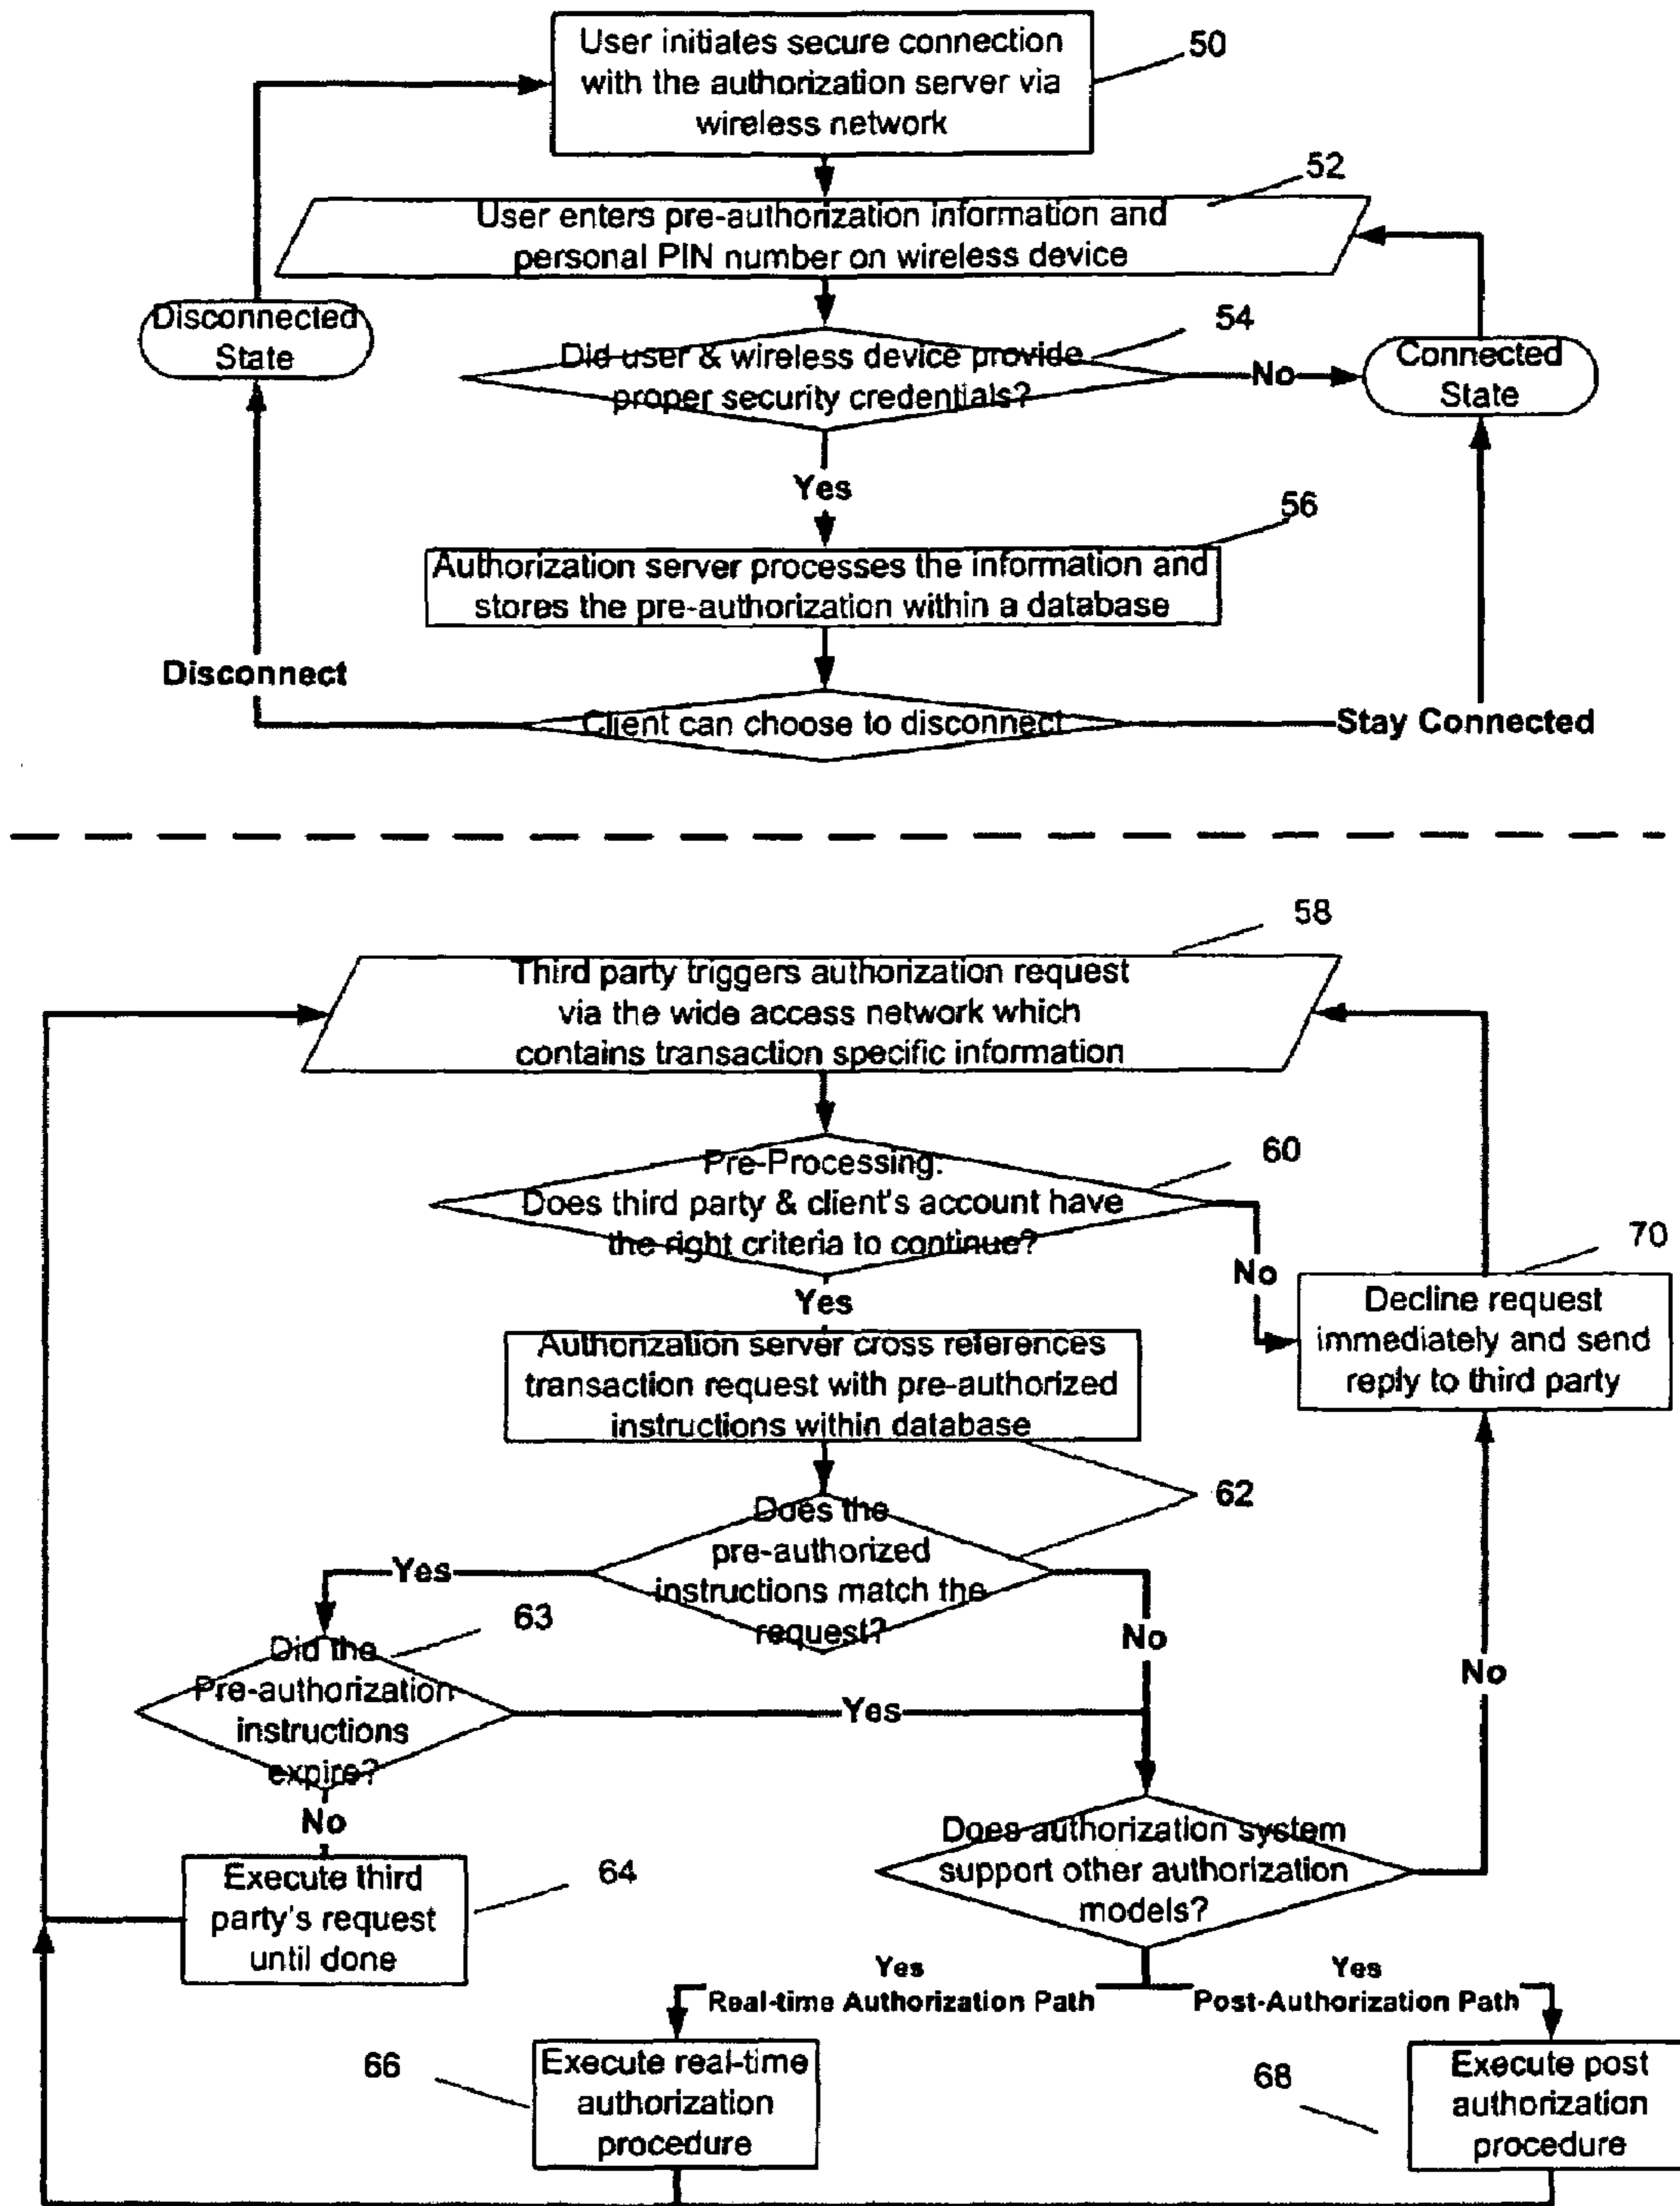 User initiates secure connection
with the authorization server via
wireless network
50
52
User enters pre-authorization information and
personal PIN number on wireless device
Disconnected
State
54
Did user & wireless device provide
proper security credentials?
No
Connected
State
Yes
56
Authorization server processes the information and
stores the pre-authorization within a database
Disconnect
Client can choose to disconnect
Stay Connected
58
Third party triggers authorization request
via the wide access network which
contains transaction specific information
60
Pre-Processing:
Does third party & client's account have
the right criteria to continue?
No
70
Decline request
immediately and send
reply to third party
Yes
Authorization server cross references
transaction request with pre-authorized
instructions within database
62
Does the
pre-authorized
instructions match the
request?
Yes
No
63
Did the
Pre-authorization
instructions
expire?
Yes
No
No
Execute third
party's request
until done
64
Does authorization system
support other authorization
models?
Yes
Real-time Authorization Path
Yes
Post-Authorization Path
66
Execute real-time
authorization
procedure
68
Execute post
authorization
procedure